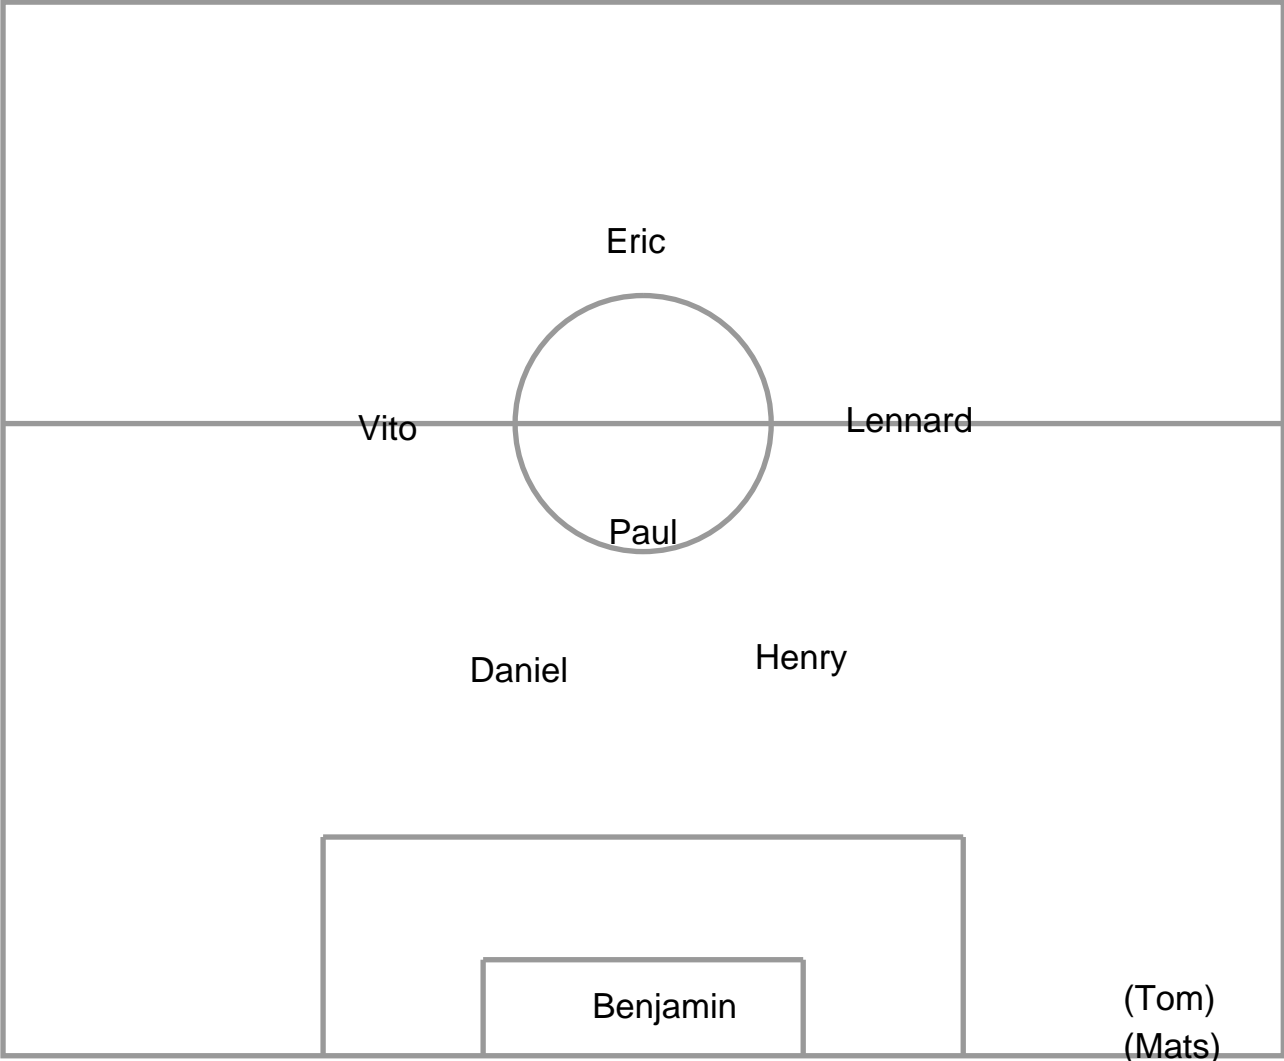 Eric
Vito
Lennard
Paul
Daniel
Henry
Benjamin
(Tom)
(Mats)